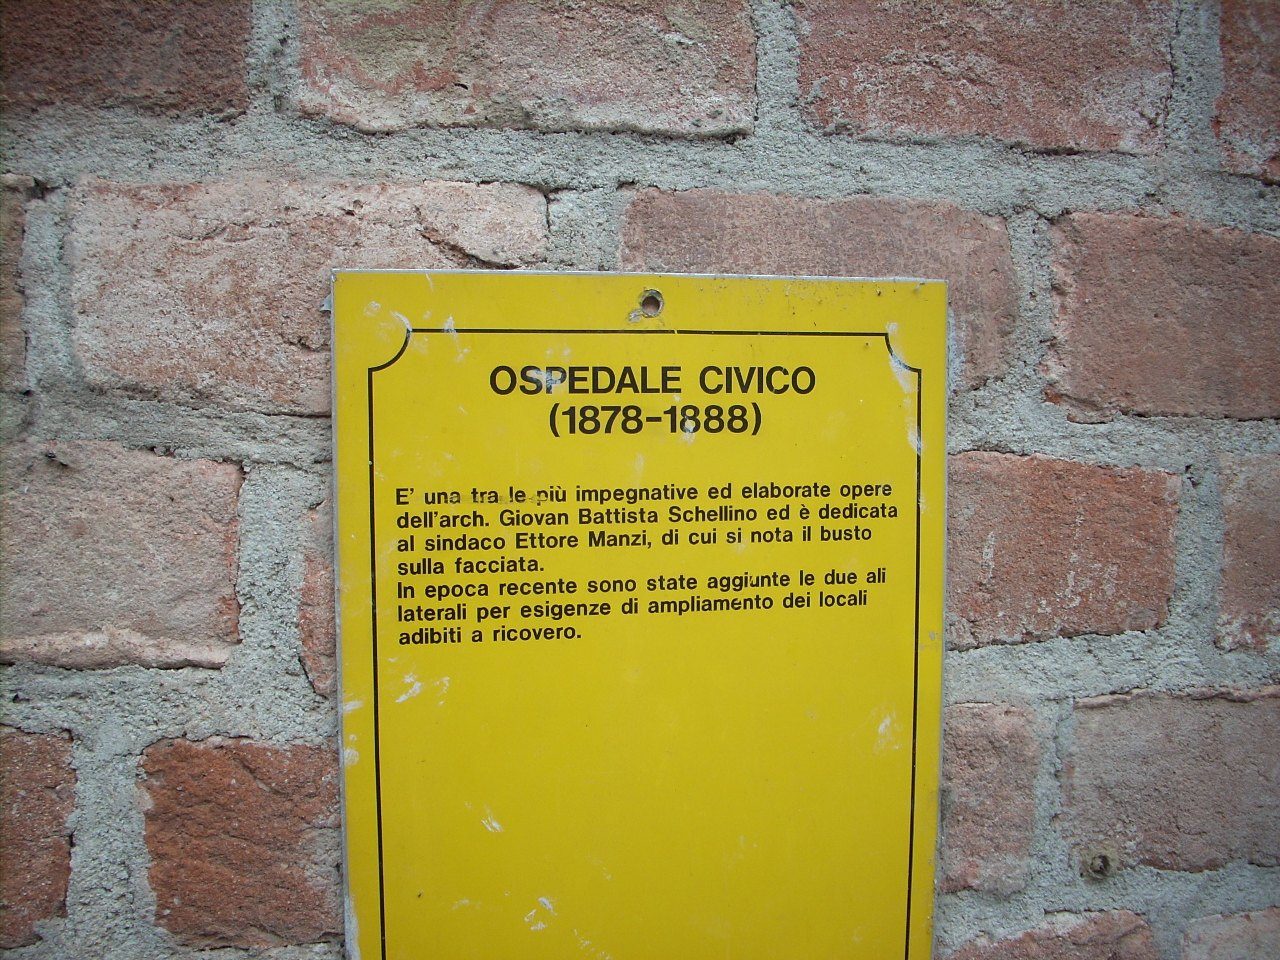 OSPEDALE CIVICO
(1878-1888)
E' una tra le più impegnative ed elaborate opere
dell'arch. Giovan Battista Schellino ed è dedicata
al sindaco Ettore Manzi, di cui si nota il busto
sulla facciata.
In epoca recente sono state aggiunte le due ali
laterali per esigenze di ampliamento dei locali
adibiti a ricovero.